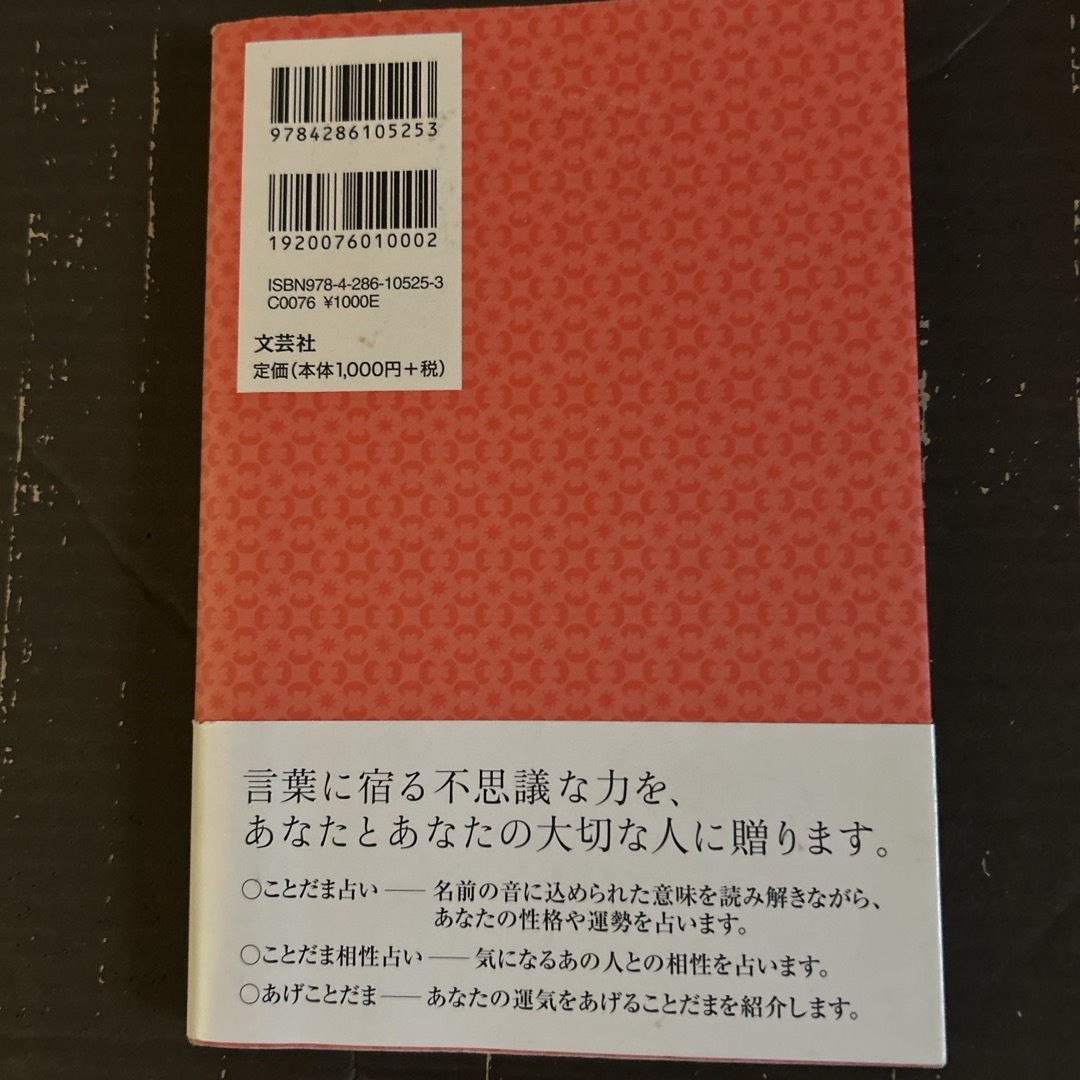 9784286105253
1920076010002
ISBN978-4-286-10525-3
C0076 ¥1000E
文芸社
定価(本体1,000円+税)
言葉に宿る不思議な力を、
あなたとあなたの大切な人に贈ります。
○ことだま占い ── 名前の音に込められた意味を読み解きながら、
あなたの性格や運勢を占います。
○ことだま相性占い ── 気になるあの人との相性を占います。
○あげことだま ── あなたの運気をあげることだまを紹介します。